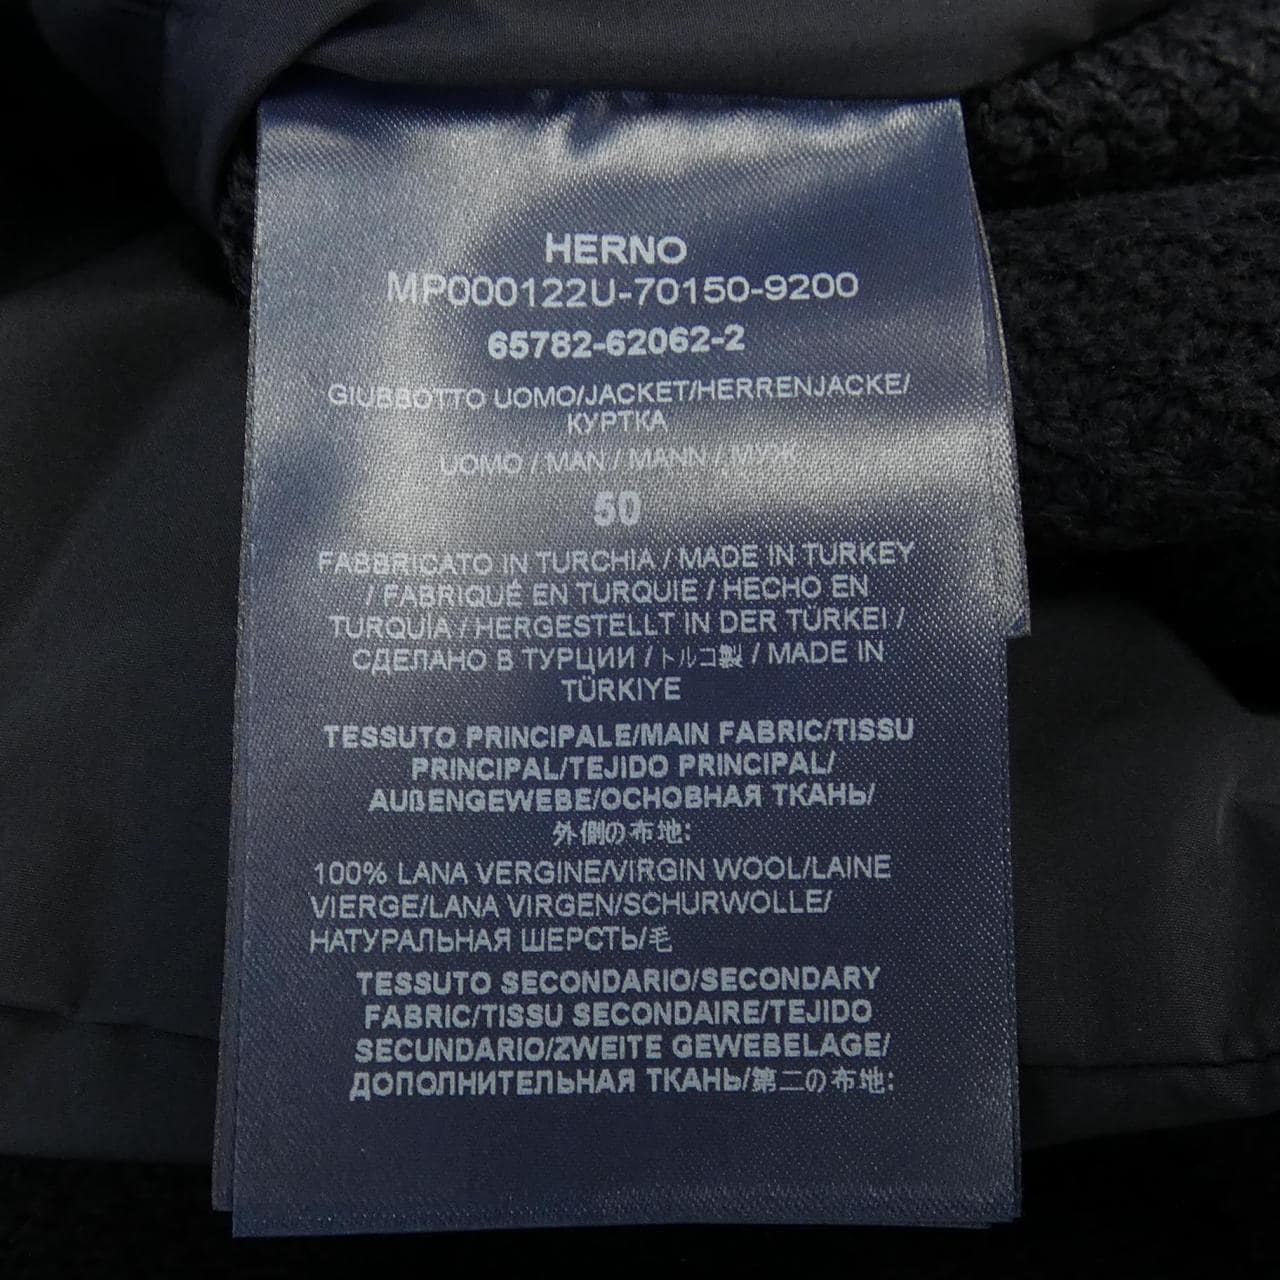 HERNO
MP000122U-70150-9200
65782-62062-2
GIUBBOTTO UOMO/JACKET/HERRENJACKE/
КУРТКА
UOMO / MAN / MANN / МУЖ
50
FABBRICATO IN TURCHIA / MADE IN TURKEY
/ FABRIQUÉ EN TURQUIE / HECHO EN
TURQUÍA / HERGESTELLT IN DER TÜRKEI /
СДЕЛАНО В ТУРЦИИ / トルコ製 / MADE IN
TÜRKIYE
TESSUTO PRINCIPALE/MAIN FABRIC/TISSU
PRINCIPAL/TEJIDO PRINCIPAL/
AUßENGEWEBE/ОСНОВНАЯ ТКАНЬ/
外側の布地:
100% LANA VERGINE/VIRGIN WOOL/LAINE
VIERGE/LANA VIRGEN/SCHURWOLLE/
НАТУРАЛЬНАЯ ШЕРСТЬ/毛
TESSUTO SECONDARIO/SECONDARY
FABRIC/TISSU SECONDAIRE/TEJIDO
SECUNDARIO/ZWEITE GEWEBELAGE/
ДОПОЛНИТЕЛЬНАЯ ТКАНЬ/第二の布地: